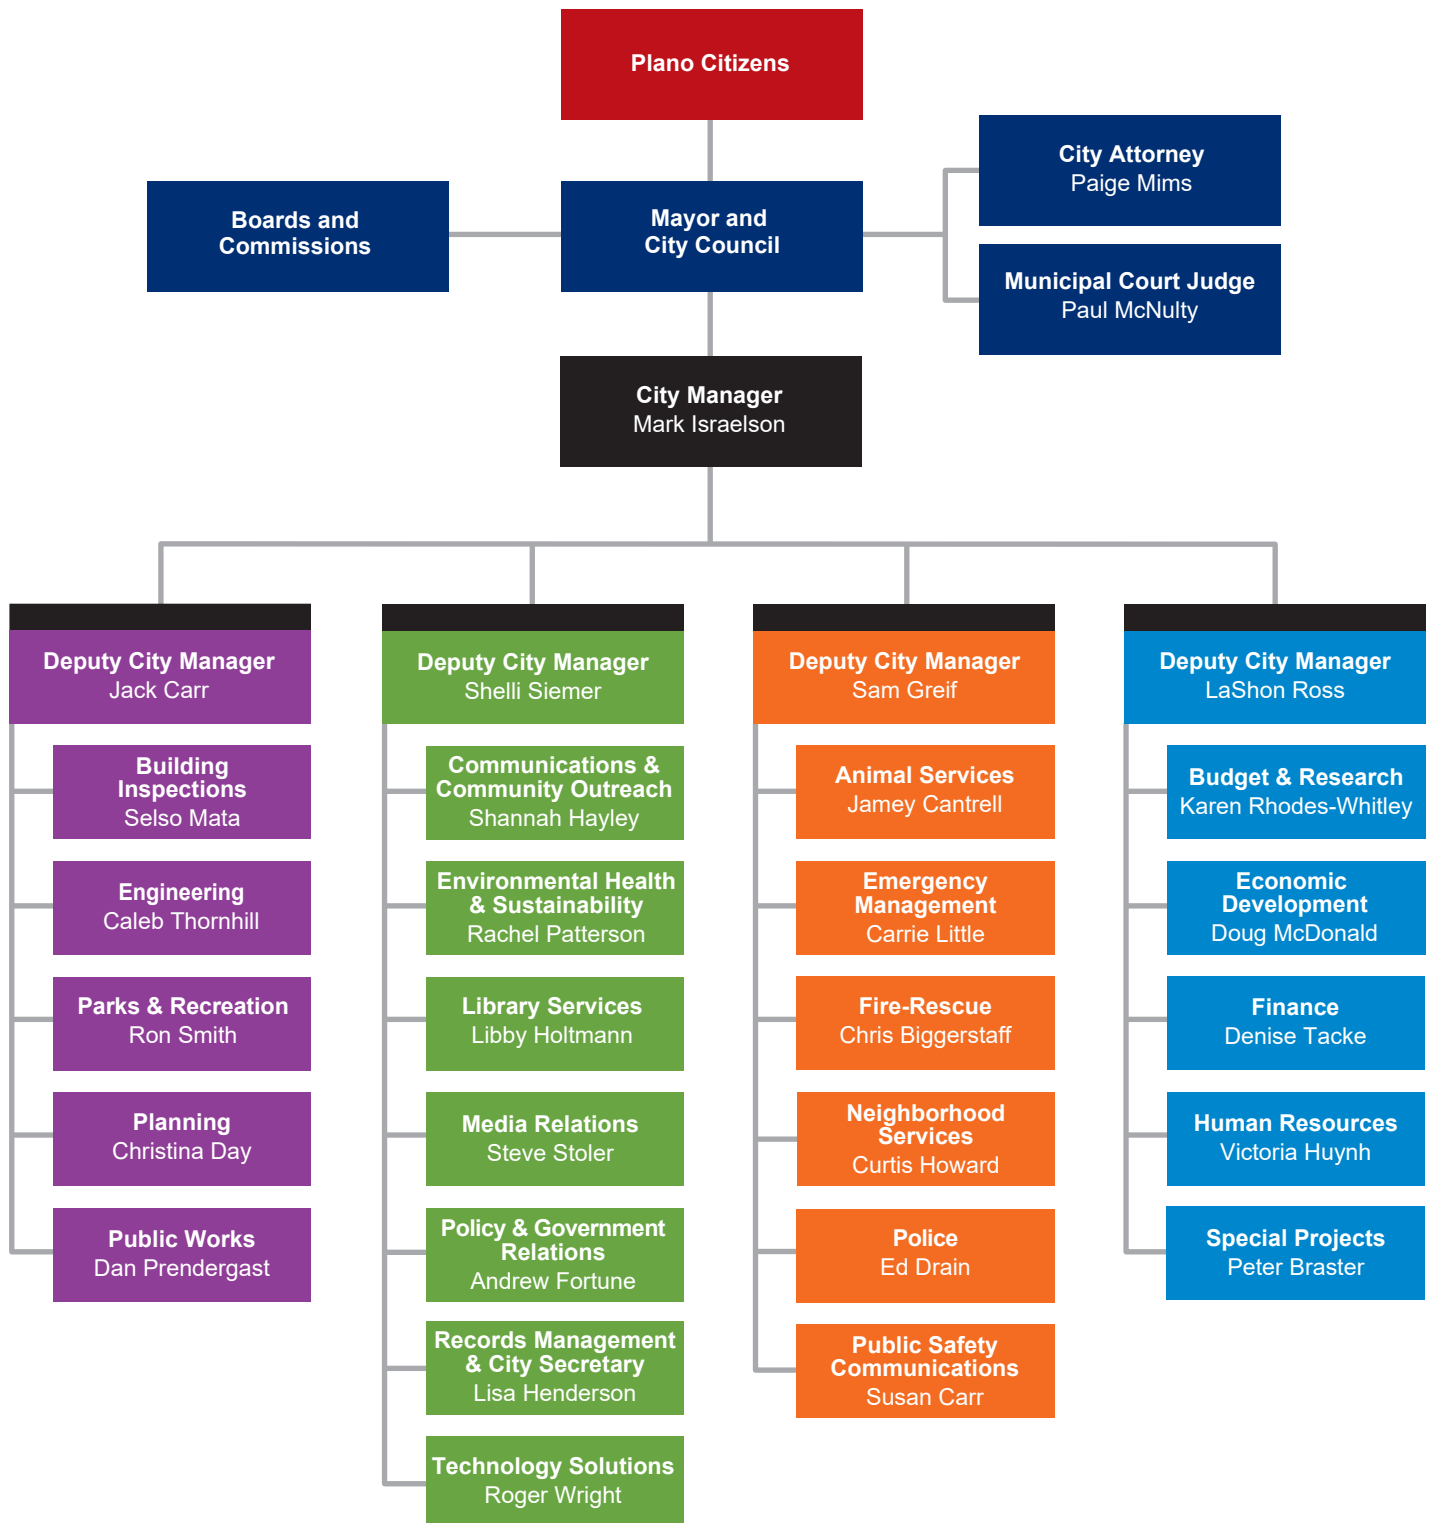 Plano Citizens
City Attorney
Paige Mims
Boards and
Commissions
Mayor and
City Council
Municipal Court Judge
Paul McNulty
City Manager
Mark Israelson
Deputy City Manager
Jack Carr
Building
Inspections
Selso Mata
Engineering
Caleb Thornhill
Parks & Recreation
Ron Smith
Planning
Christina Day
Public Works
Dan Prendergast
Deputy City Manager
Shelli Siemer
Communications &
Community Outreach
Shannah Hayley
Environmental Health
& Sustainability
Rachel Patterson
Library Services
Libby Holtmann
Media Relations
Steve Stoler
Policy & Government
Relations
Andrew Fortune
Records Management
& City Secretary
Lisa Henderson
Technology Solutions
Roger Wright
Deputy City Manager
Sam Greif
Animal Services
Jamey Cantrell
Emergency
Management
Carrie Little
Fire-Rescue
Chris Biggerstaff
Neighborhood
Services
Curtis Howard
Police
Ed Drain
Public Safety
Communications
Susan Carr
Deputy City Manager
LaShon Ross
Budget & Research
Karen Rhodes-Whitley
Economic
Development
Doug McDonald
Finance
Denise Tacke
Human Resources
Victoria Huynh
Special Projects
Peter Braster